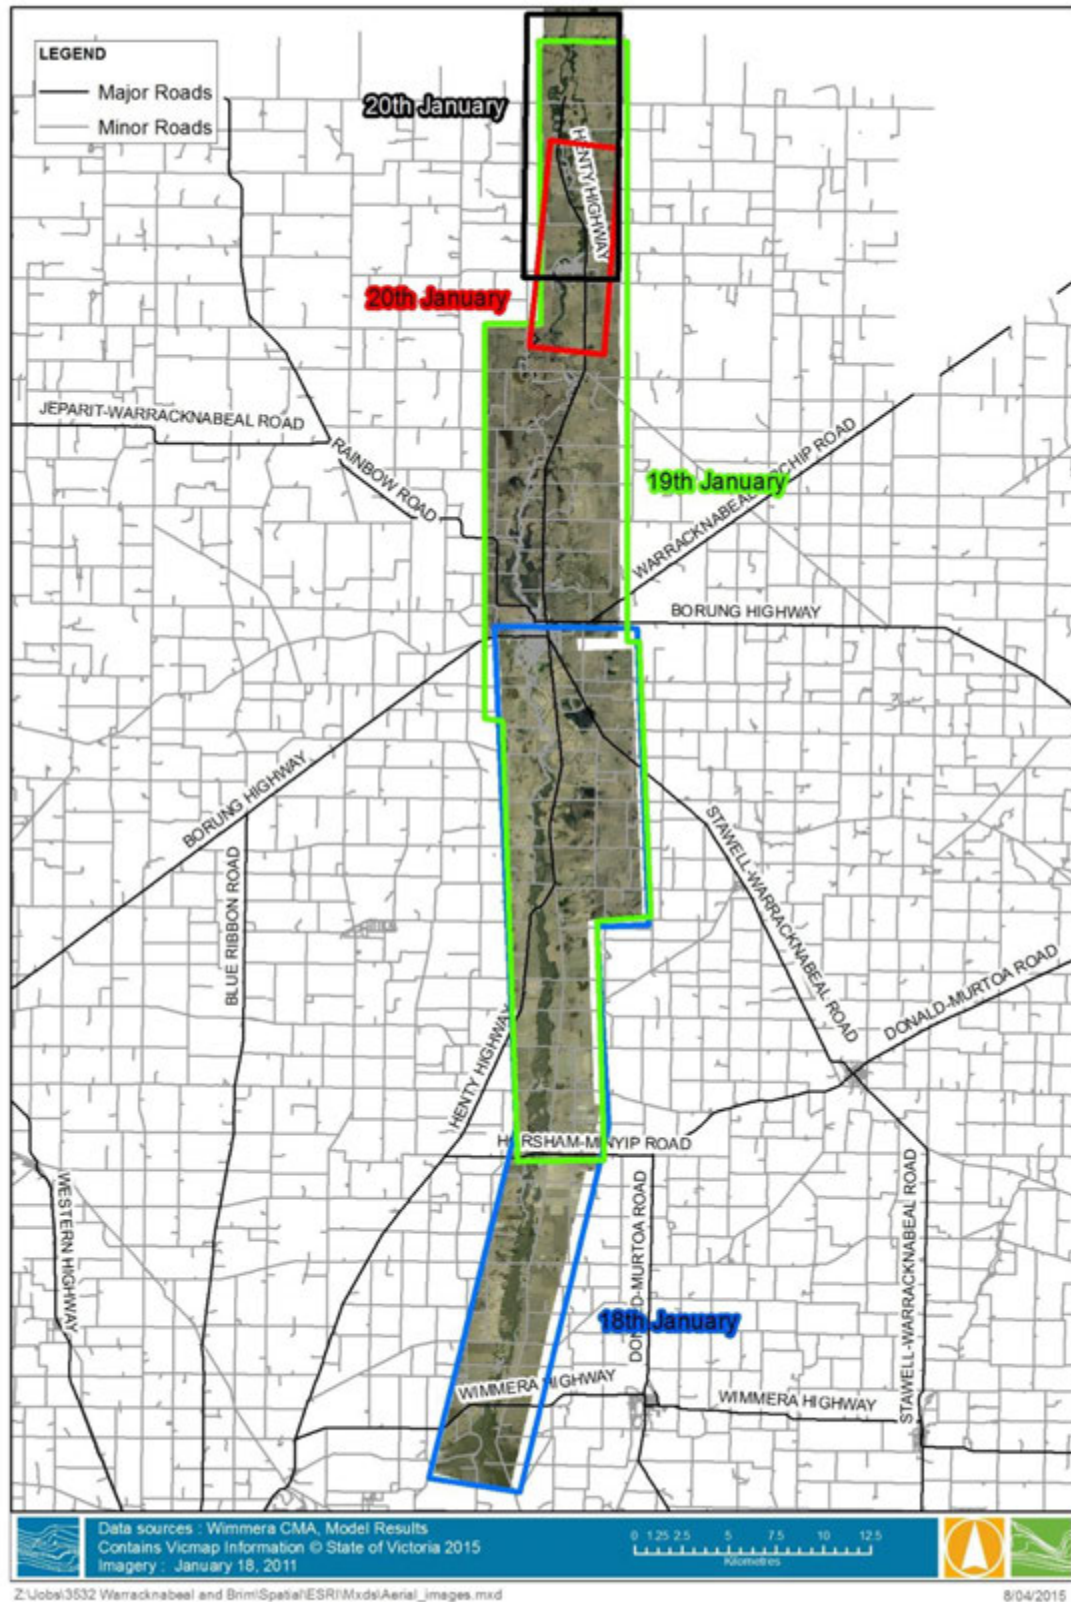 LEGEND
Major Roads
Minor Roads
20th January
HENTY HIGHWAY
20th January
JEPARIT-WARRACKNABEAL ROAD
RAINBOW ROAD
19th January
WARRACKNABEAL CHIP ROAD
BORUNG HIGHWAY
BORUNG HIGHWAY
BLUE RIBBON ROAD
STAWELL-WARRACKNABEAL ROAD
DONALD-MURTOA ROAD
HENTY HIGHWAY
HORSHAM-MINYIP ROAD
WESTERN HIGHWAY
DONALD-MURTOA ROAD
STAWELL-WARRACKNABEAL ROAD
18th January
WIMMERA HIGHWAY
WIMMERA HIGHWAY
Data sources : Wimmera CMA, Model Results
Contains Vicmap Information © State of Victoria 2015
Imagery : January 18, 2011
0 1.25 2.5 5 7.5 10 12.5
Kilometres
Z:\Jobs\3532 Warracknabeal and Brim\Spatial\ESRI\Mxds\Aerial_images.mxd
8/04/2015